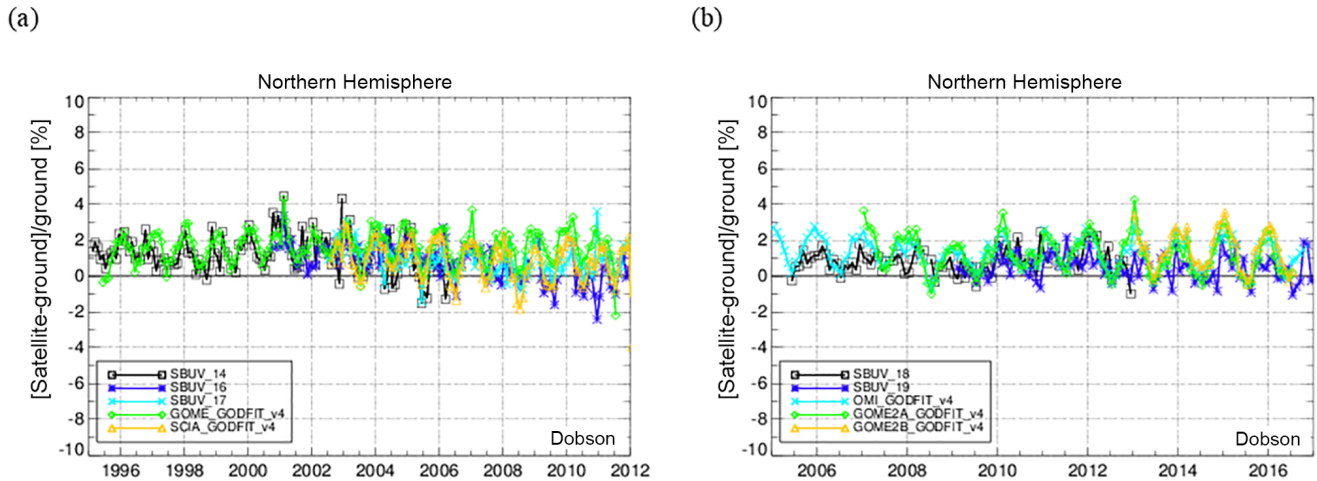 (a)
(b)
Northern Hemisphere
Northern Hemisphere
[Satellite-ground]/ground [%]
[Satellite-ground]/ground [%]
10
8
6
4
2
0
-2
-4
-6
-8
-10
SBUV_14
SBUV_16
SBUV_17
GOME_GODFIT_v4
SCIA_GODFIT_v4
Dobson
1996 1998 2000 2002 2004 2006 2008 2010 2012
10
8
6
4
2
0
-2
-4
-6
-8
-10
SBUV_18
SBUV_19
OMI_GODFIT_v4
GOME2A_GODFIT_v4
GOME2B_GODFIT_v4
Dobson
2006 2008 2010 2012 2014 2016